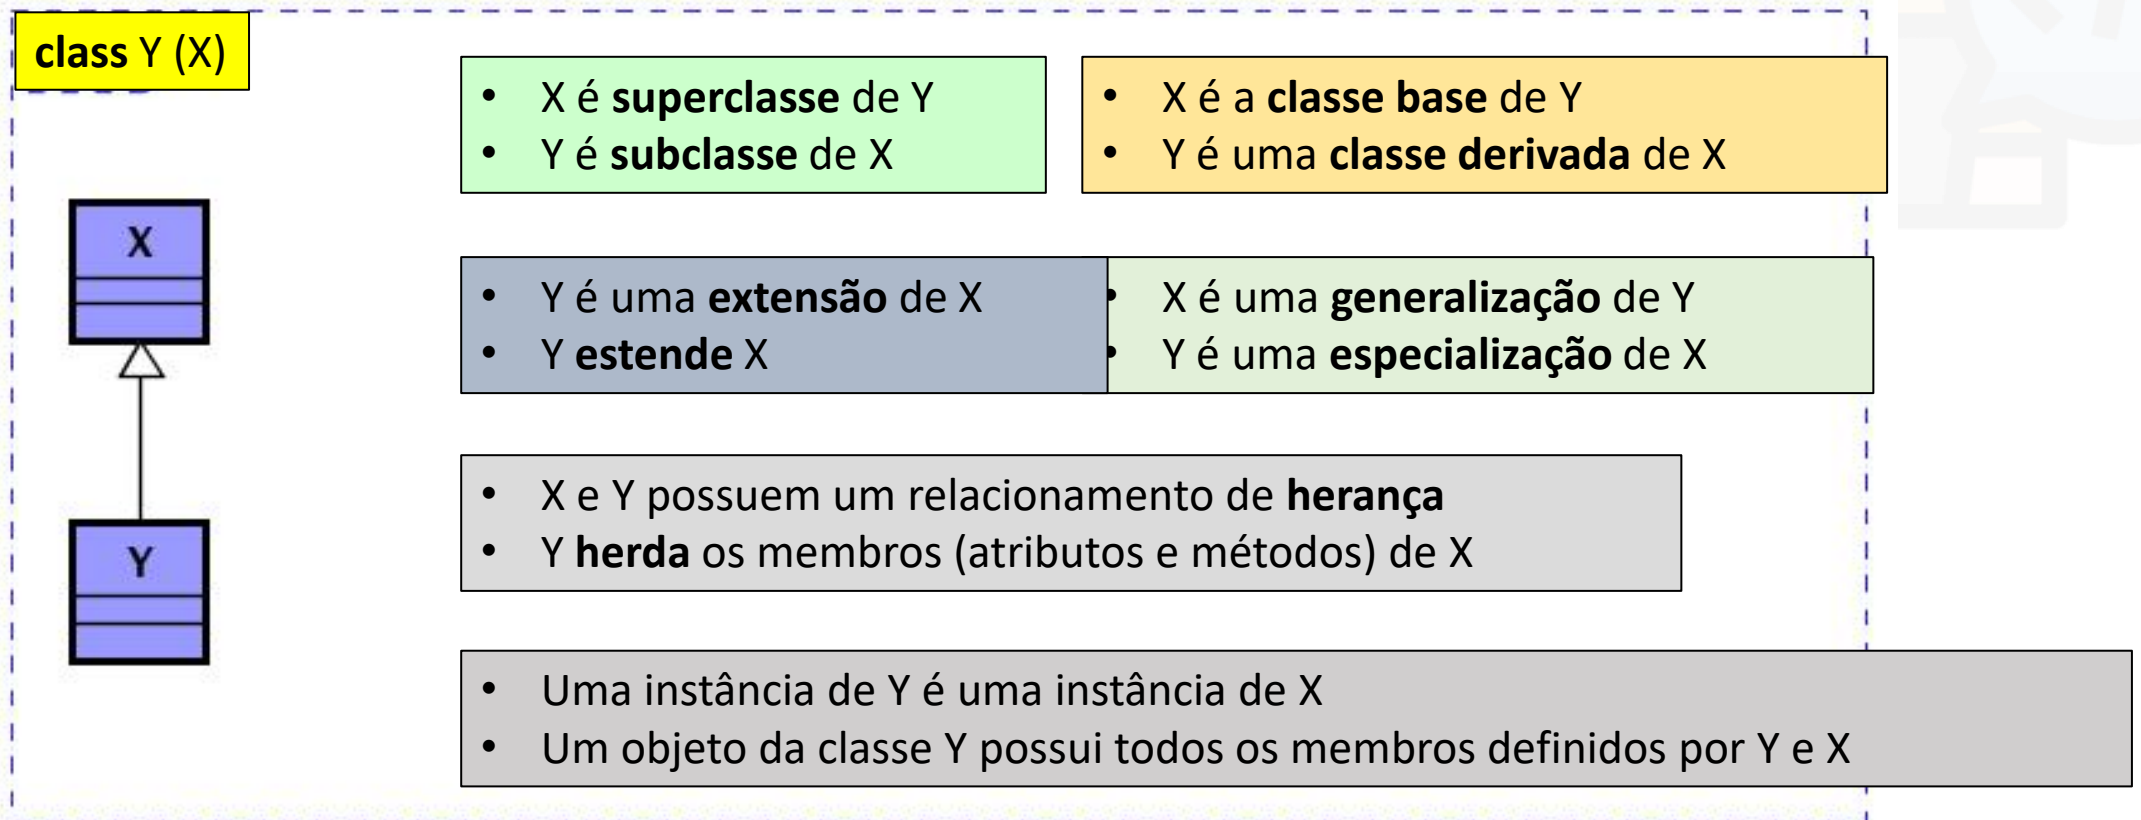 class Y (X)
• X é superclasse de Y
• Y é subclasse de X
• X é a classe base de Y
• Y é uma classe derivada de X
X
• Y é uma extensão de X
• Y estende X
• X é uma generalização de Y
• Y é uma especialização de X
• X e Y possuem um relacionamento de herança
• Y herda os membros (atributos e métodos) de X
Y
• Uma instância de Y é uma instância de X
• Um objeto da classe Y possui todos os membros definidos por Y e X